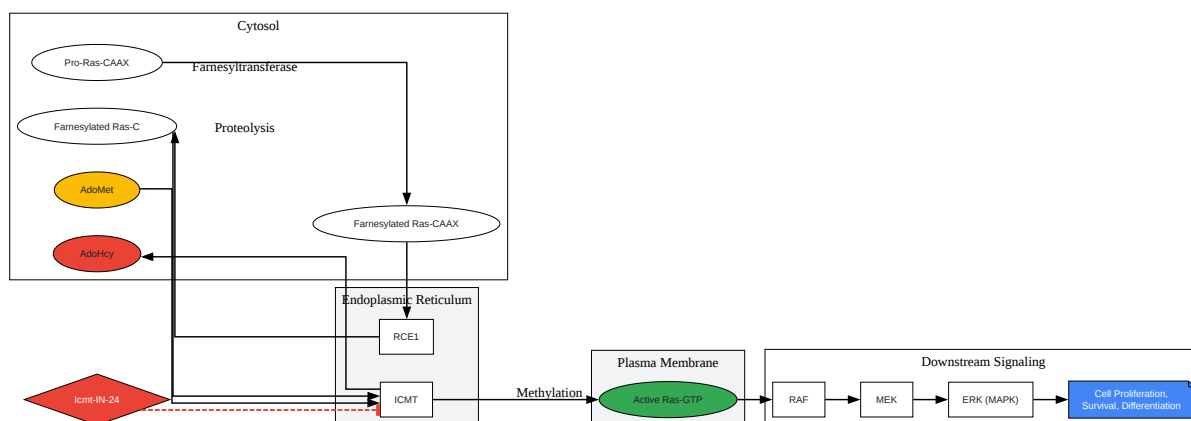 Cytosol
Pro-Ras-CAAX
Farnesyltransferase
Farnesylated Ras-C
Proteolysis
AdoMet
Farnesylated Ras-CAAX
AdoHcy
Endoplasmic Reticulum
RCE1
Icmt-IN-24
ICMT
Methylation
Plasma Membrane
Active Ras-GTP
Downstream Signaling
RAF
MEK
ERK (MAPK)
Cell Proliferation,
Survival, Differentiation